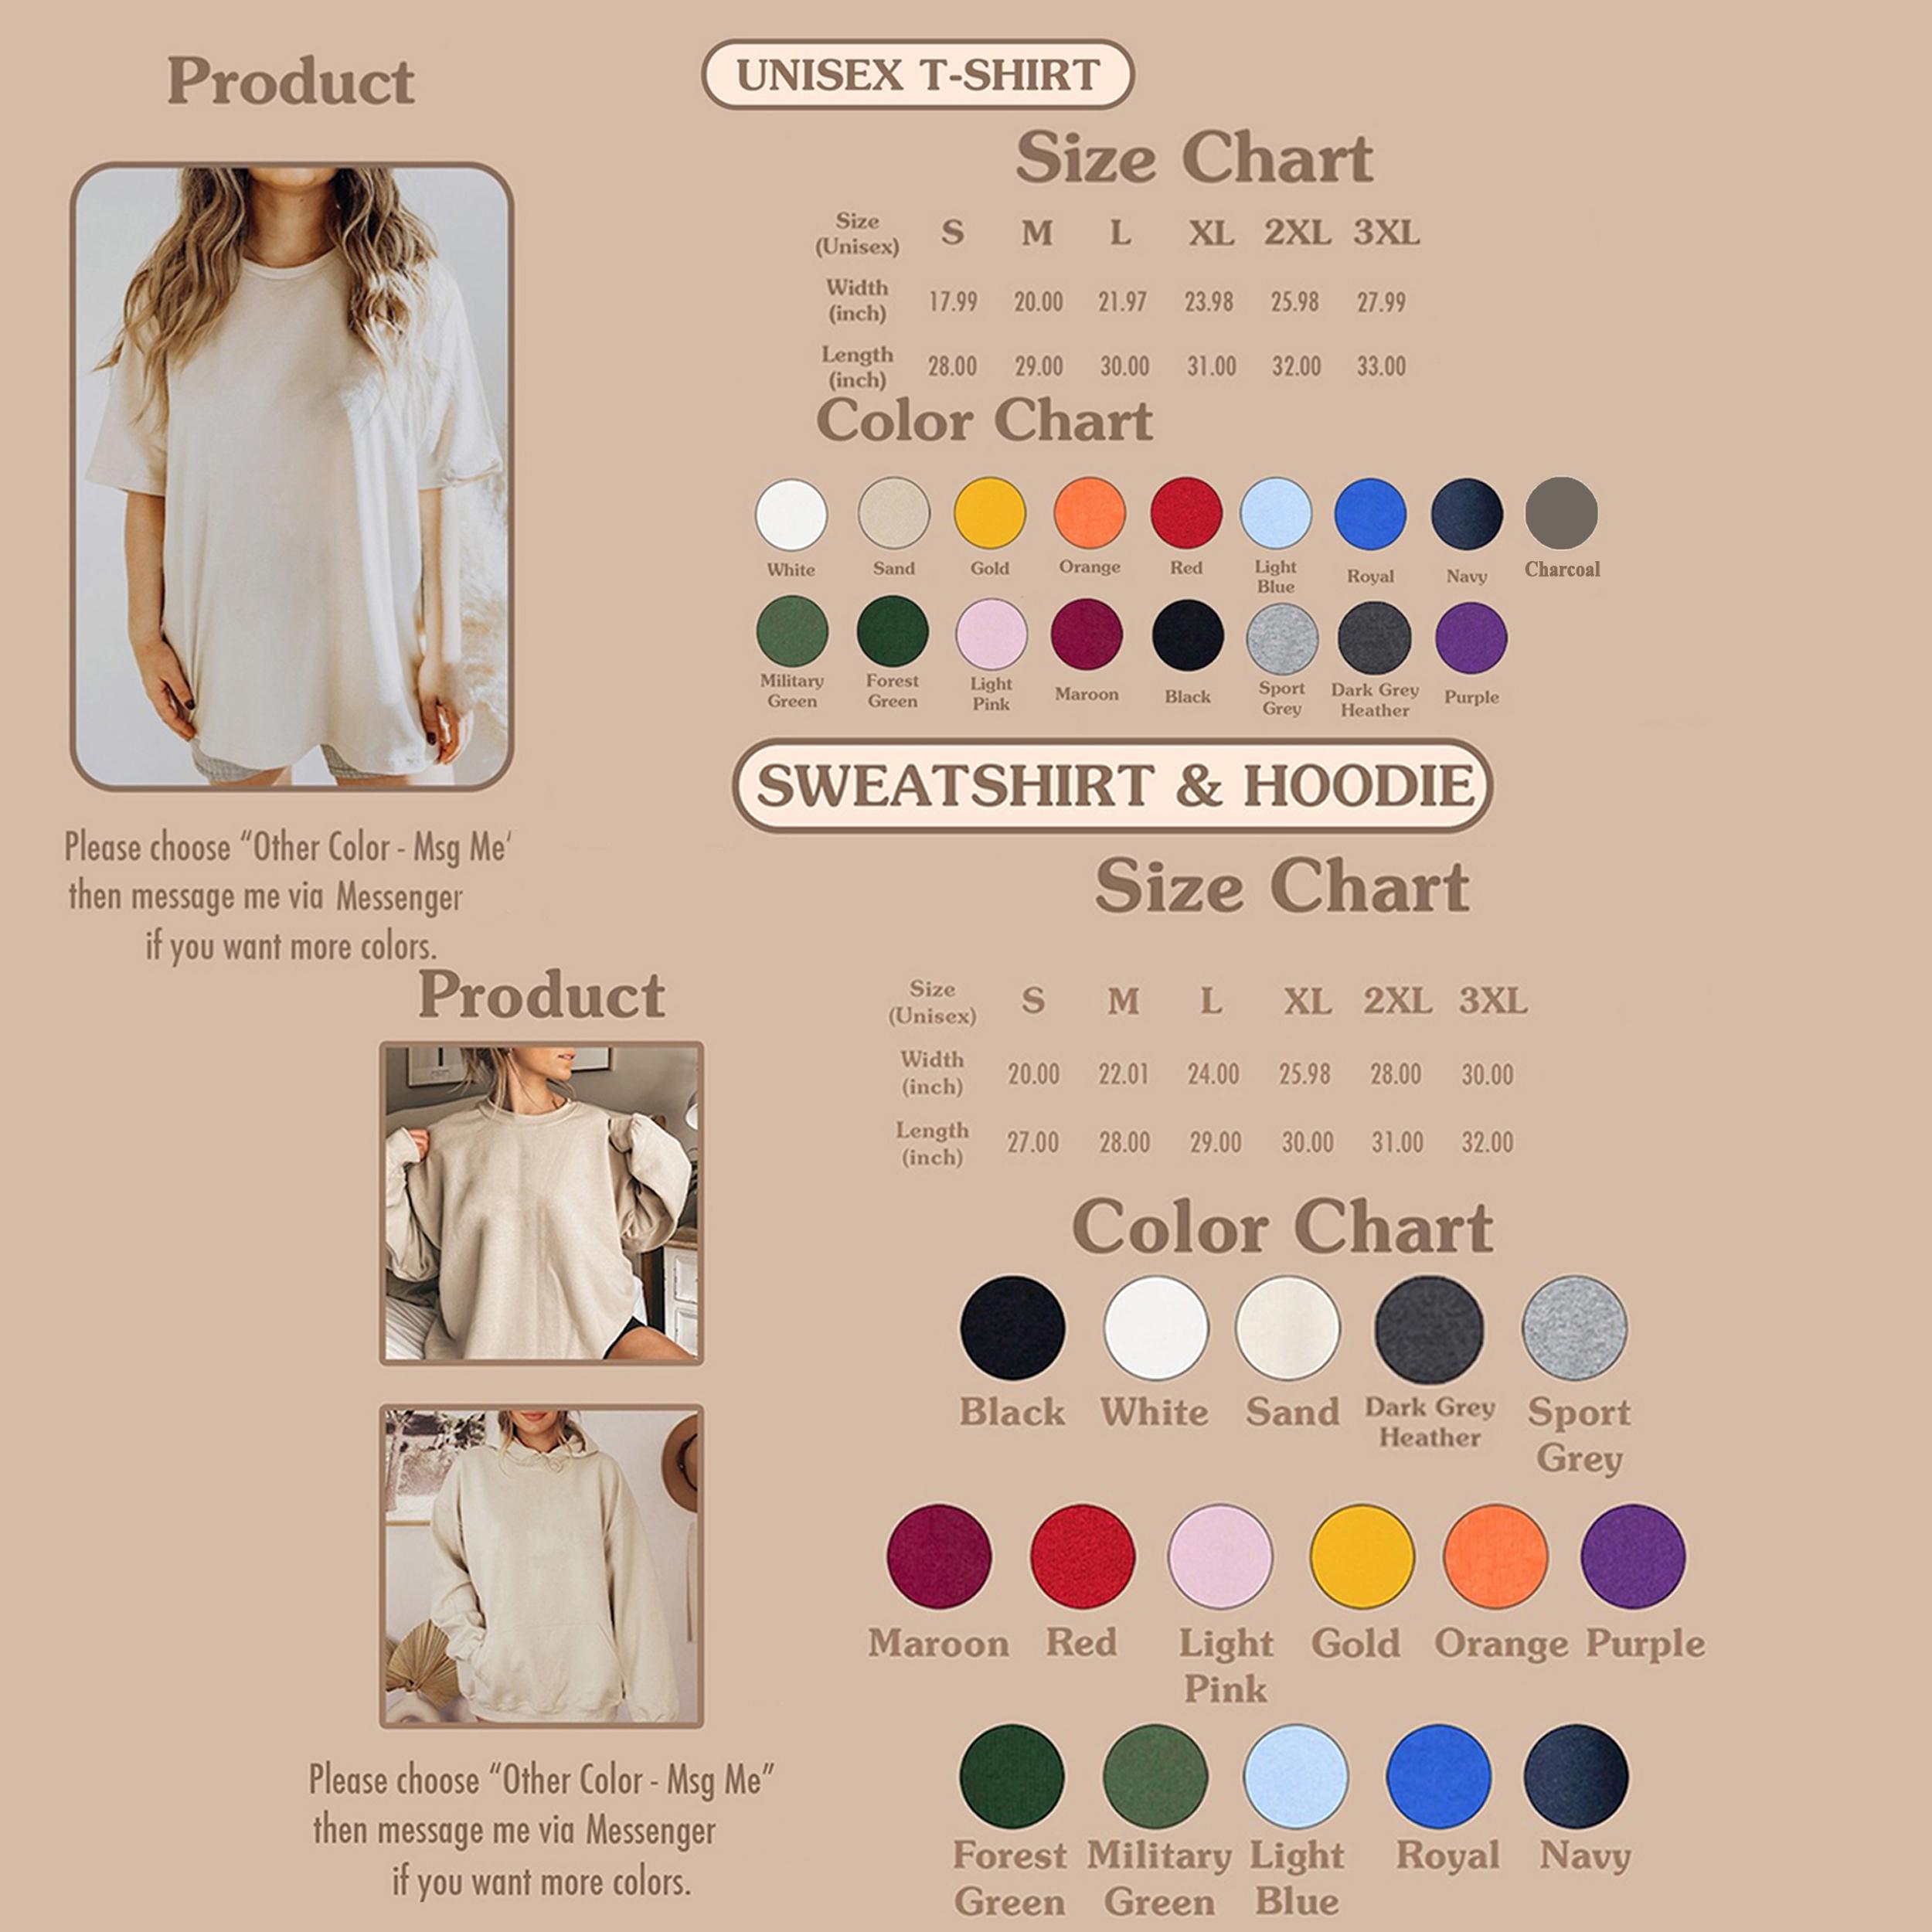 Product
UNISEX T-SHIRT
Size Chart
Size
(Unisex)
S M L XL 2XL 3XL
Width
(inch)
17.99 20.00 21.97 23.98 25.98 27.99
Length
(inch)
28.00 29.00 30.00 31.00 32.00 33.00
Color Chart
White Sand Gold Orange Red Light Blue Royal Navy Charcoal
Military Green Forest Green Light Pink Maroon Black Sport Grey Dark Grey Heather Purple
Please choose “Other Color - Msg Me'
then message me via Messenger
if you want more colors.
SWEATSHIRT & HOODIE
Size Chart
Product
Size
(Unisex)
S M L XL 2XL 3XL
Width
(inch)
20.00 22.01 24.00 25.98 28.00 30.00
Length
(inch)
27.00 28.00 29.00 30.00 31.00 32.00
Color Chart
Black White Sand Dark Grey Heather Sport Grey
Maroon Red Light Pink Gold Orange Purple
Forest Green Military Green Light Blue Royal Navy
Please choose “Other Color - Msg Me”
then message me via Messenger
if you want more colors.